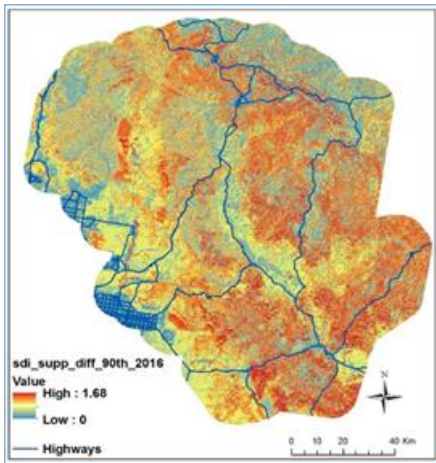 sdi_supp_diff_90th_2016
Value
High : 1.68
Low : 0
Highways
N
0 10 20 40 Km